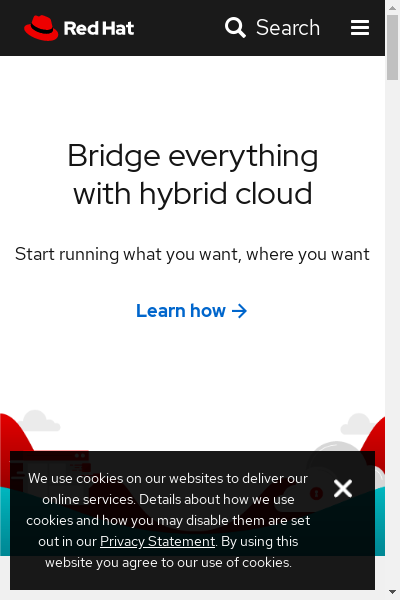 Red Hat
Search
Bridge everything
with hybrid cloud
Start running what you want, where you want
Learn how →
We use cookies on our websites to deliver our
online services. Details about how we use
cookies and how you may disable them are set
out in our Privacy Statement. By using this
website you agree to our use of cookies.